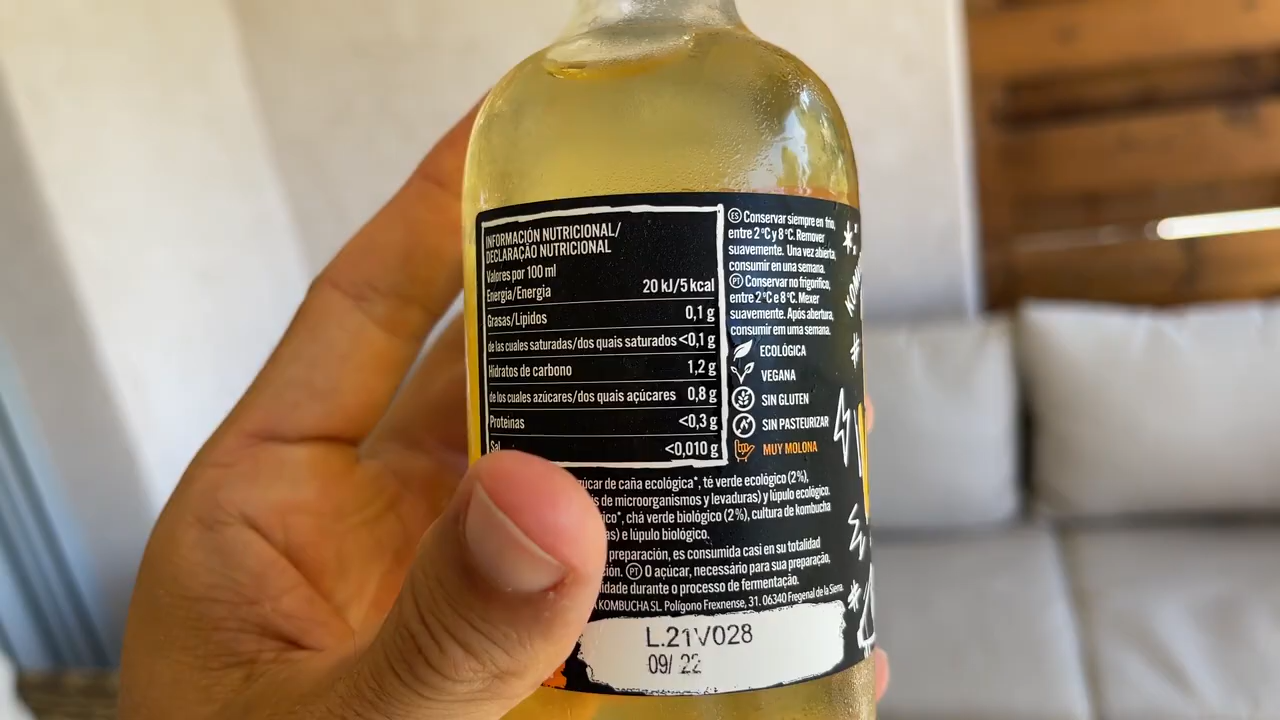 INFORMACIÓN NUTRICIONAL/
DECLARAÇÃO NUTRICIONAL
Valores por 100 ml
Energia/Energia 20 kJ/5 kcal
Grasas/Lípidos 0,1 g
de las cuales saturadas/dos quais saturados <0,1 g
Hidratos de carbono 1,2 g
de los cuales azúcares/dos quais açúcares 0,8 g
Proteínas <0,3 g
Sal <0,010 g
ES Conservar siempre en frío,
entre 2 °C y 8 °C. Remover
suavemente. Una vez abierta,
consumir en una semana.
PT Conservar no frigorífico,
entre 2 °C e 8 °C. Mexer
suavemente. Após abertura,
consumir em uma semana.
ECOLÓGICA
VEGANA
SIN GLUTEN
SIN PASTEURIZAR
MUY MOLONA
de caña ecológica*, té verde ecológico (2%),
de microorganismos y levaduras) y lúpulo ecológico.
chá verde biológico (2%), cultura de kombucha
e lúpulo biológico.
preparación, es consumida casi en su totalidad
PT O açúcar, necessário para sua preparação,
durante o processo de fermentação.
KOMBUCHA SL. Polígono Frexnense, 31. 06340 Fregenal de la Sierra.
L.21V028
09/ 22